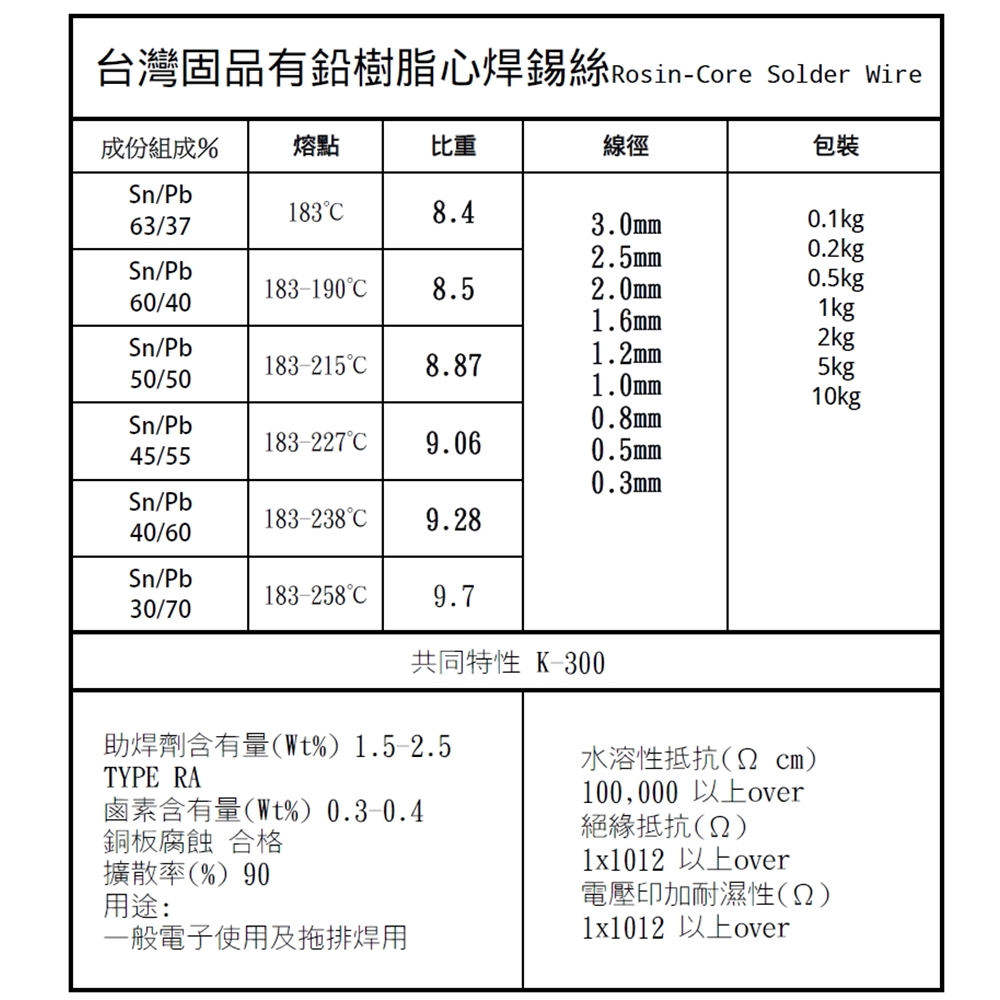 台灣固品有鉛樹脂心焊錫絲Rosin-Core Solder Wire
成份組成% 熔點 比重 線徑 包裝
Sn/Pb
63/37
183℃
8.4
Sn/Pb
60/40
183-190℃
8.5
Sn/Pb
50/50
183-215℃
8.87
Sn/Pb
45/55
183-227℃
9.06
Sn/Pb
40/60
183-238℃
9.28
Sn/Pb
30/70
183-258℃
9.7
3.0mm
2.5mm
2.0mm
1.6mm
1.2mm
1.0mm
0.8mm
0.5mm
0.3mm
0.1kg
0.2kg
0.5kg
1kg
2kg
5kg
10kg
共同特性 K-300
助焊劑含有量(Wt%) 1.5-2.5
TYPE RA
鹵素含有量(Wt%) 0.3-0.4
銅板腐蝕 合格
擴散率(%) 90
用途:
一般電子使用及拖排焊用
水溶性抵抗(Ω cm)
100,000 以上over
絕緣抵抗(Ω)
1x1012 以上over
電壓印加耐濕性(Ω)
1x1012 以上over